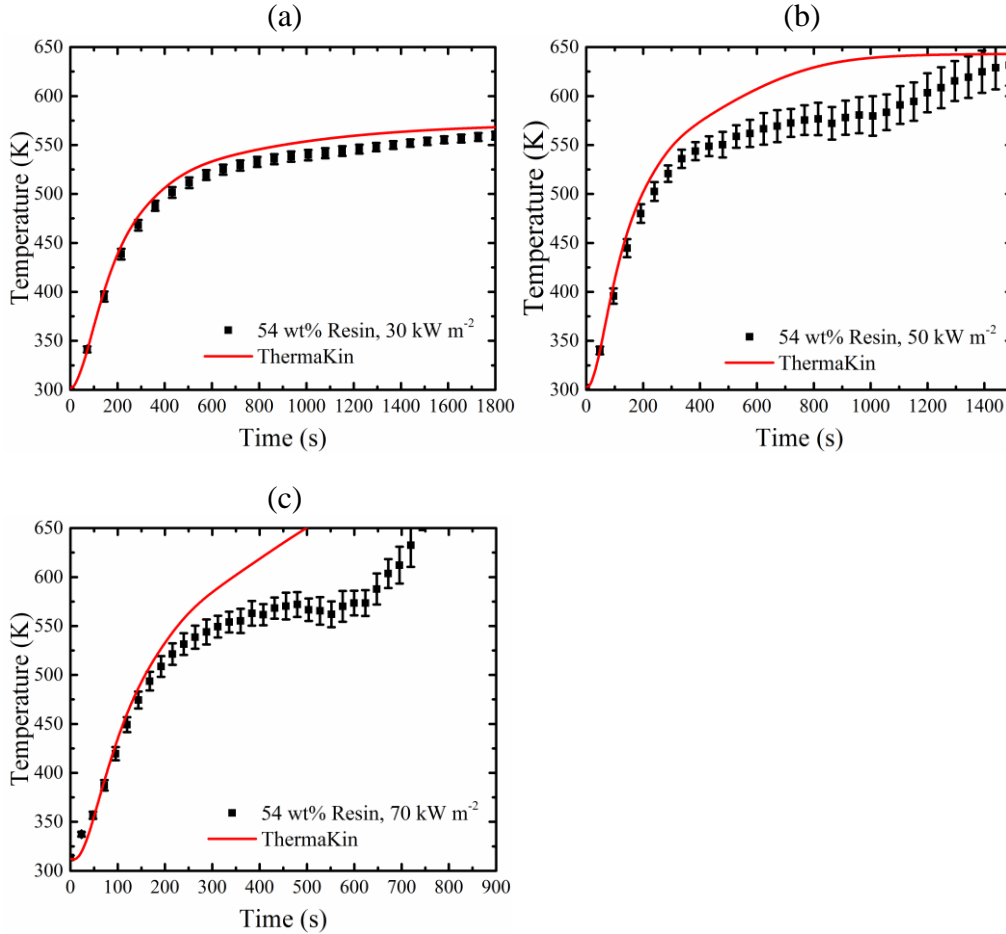 (a)
650
600
550
500
450
400
350
300
Temperature (K)
54 wt% Resin, 30 kW m-2
ThermaKin
0 200 400 600 800 1000 1200 1400 1600 1800
Time (s)
(b)
650
600
550
500
450
400
350
300
Temperature (K)
54 wt% Resin, 50 kW m-2
ThermaKin
0 200 400 600 800 1000 1200 1400
Time (s)
(c)
650
600
550
500
450
400
350
300
Temperature (K)
54 wt% Resin, 70 kW m-2
ThermaKin
0 100 200 300 400 500 600 700 800 900
Time (s)